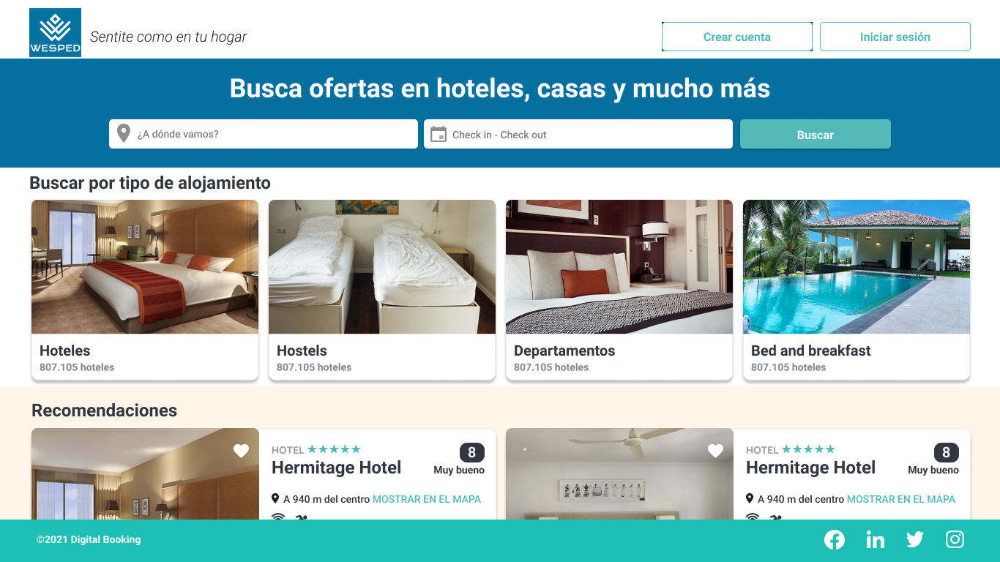 WESPED
Sentite como en tu hogar
Crear cuenta
Iniciar sesión
Busca ofertas en hoteles, casas y mucho más
¿A dónde vamos?
Check in - Check out
Buscar
Buscar por tipo de alojamiento
Hoteles
807.105 hoteles
Hostels
807.105 hoteles
Departamentos
807.105 hoteles
Bed and breakfast
807.105 hoteles
Recomendaciones
HOTEL
8
Hermitage Hotel
Muy bueno
A 940 m del centro MOSTRAR EN EL MAPA
HOTEL
8
Hermitage Hotel
Muy bueno
A 940 m del centro MOSTRAR EN EL MAPA
©2021 Digital Booking